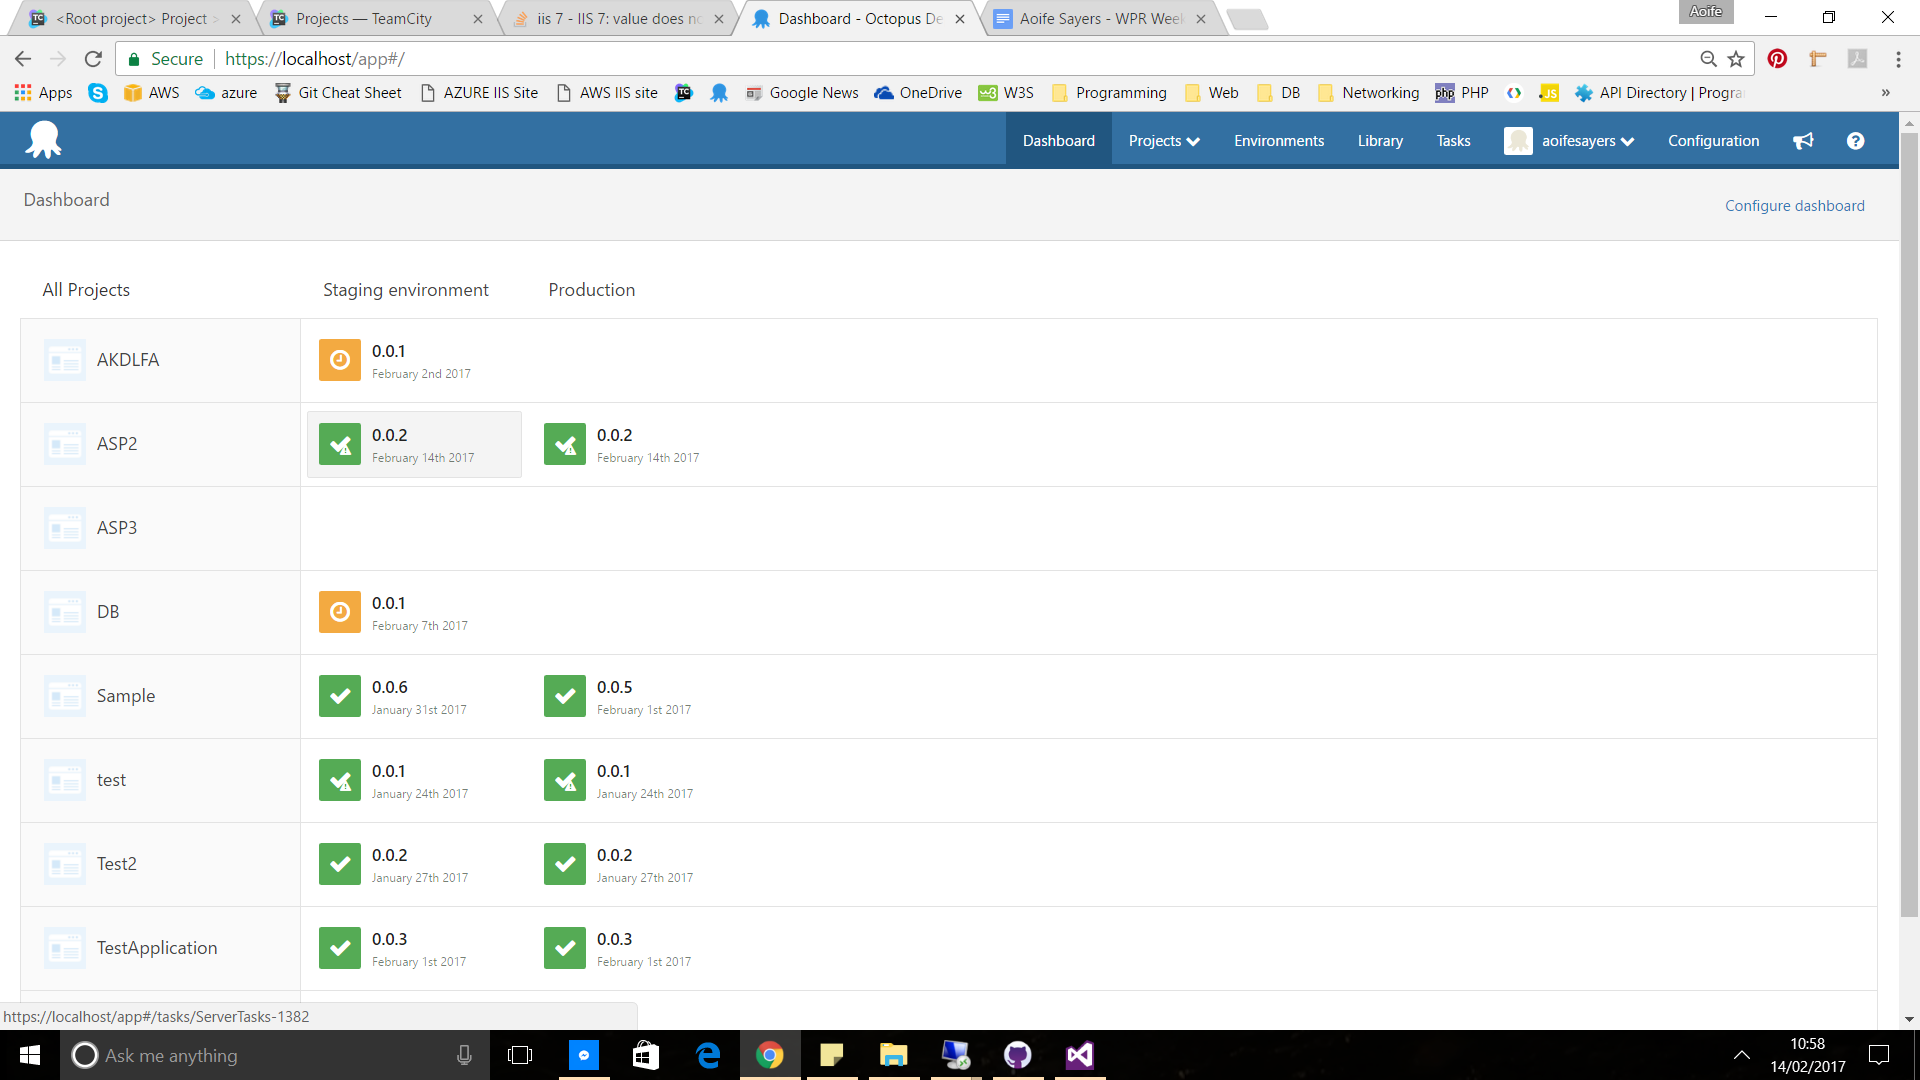 <Root project> Project >
Projects — TeamCity
iis 7 - IIS 7: value does no
Dashboard - Octopus De
Aoife Sayers - WPR Week
Aoife
Secure https://localhost/app#/
Apps AWS azure Git Cheat Sheet AZURE IIS Site AWS IIS site TC Google News OneDrive W3S Programming Web DB Networking php PHP JS API Directory | Progra »
Dashboard Projects Environments Library Tasks aoifesayers Configuration
Dashboard
Configure dashboard
All Projects Staging environment Production
AKDLFA
0.0.1
February 2nd 2017
ASP2
0.0.2
February 14th 2017
0.0.2
February 14th 2017
ASP3
DB
0.0.1
February 7th 2017
Sample
0.0.6
January 31st 2017
0.0.5
February 1st 2017
test
0.0.1
January 24th 2017
0.0.1
January 24th 2017
Test2
0.0.2
January 27th 2017
0.0.2
January 27th 2017
TestApplication
0.0.3
February 1st 2017
0.0.3
February 1st 2017
https://localhost/app#/tasks/ServerTasks-1382
Ask me anything
10:58
14/02/2017